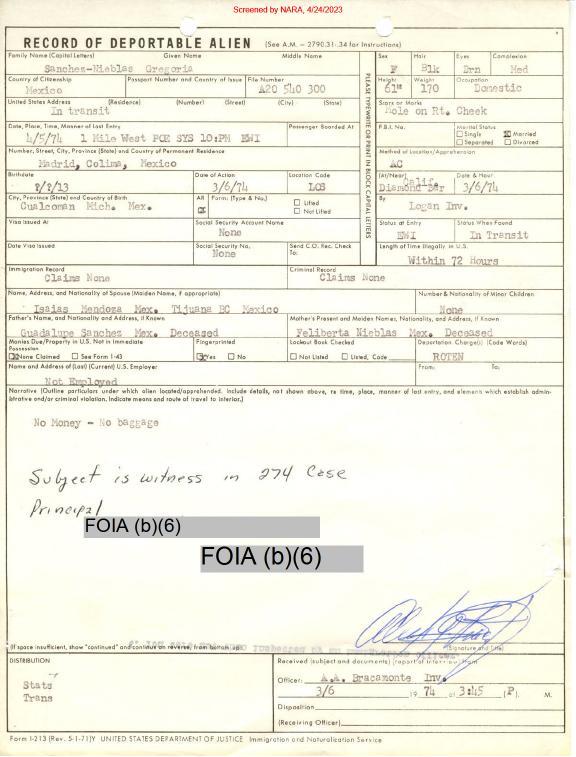 Screened by NARA, 4/24/2023
RECORD OF DEPORTABLE ALIEN (See A.M. - 2790.31-.34 for Instructions)
Family Name (Capital Letters) Given Name Middle Name Sex Hair Eyes Complexion
Sanchez-Nieblas Gregoria F Blk Brn Med
Country of Citizenship Passport Number and Country of Issue File Number Height Weight Occupation
Mexico A20 540 300 61" 170 Domestic
United States Address (Residence) (Number) (Street) (City) (State) Scars or Marks
In transit Mole on Rt. Cheek
Date, Place, Time, Manner of Last Entry Passenger Boarded At F.B.I. No. Marital Status
Single Married
4/5/74 1 Mile West POE SYS 10:PM EWI Separated Divorced
Number, Street, City, Province (State) and Country of Permanent Residence Method of Location/Apprehension
Madrid, Colima, Mexico AC
Birthdate Date of Action Location Code (At/Near) Date & Hour
Calif.
?/?/13 3/6/74 LOS Diamond Bar 3/6/74
City, Province (State) and Country of Birth AR Form: (Type & No.) Lifted By
Cualcoman Mich. Mex. X Not Lifted Logan Inv.
Visa Issued At Social Security Account Name Status at Entry Status When Found
None EWI In Transit
Date Visa Issued Social Security No. Send C.O. Rec. Check To: Length of Time Illegally in U.S.
None Within 72 Hours
Immigration Record Criminal Record
Claims None Claims None
PLEASE TYPEWRITE OR PRINT IN BLOCK CAPITAL LETTERS
Name, Address, and Nationality of Spouse (Maiden Name, if appropriate) Number & Nationality of Minor Children
Isaias Mendoza Mex. Tijuana BC Mexico None
Father's Name, and Nationality and Address, if Known Mother's Present and Maiden Names, Nationality, and Address, if Known
Guadalupe Sanchez Mex. Deceased Feliberta Nieblas Mex. Deceased
Monies Due/Property in U.S. Not in Immediate Possession Fingerprinted Lookout Book Checked Deportation Charge(s) (Code Words)
None Claimed See Form I-43 Yes No Not Listed Listed, Code ROTEN
Name and Address of (Last) (Current) U.S. Employer From: To:
Not Employed
Narrative (Outline particulars under which alien located/apprehended. Include details, not shown above, re time, place, manner of last entry, and elements which establish admin-
istrative and/or criminal violation. Indicate means and route of travel to interior.)
No Money - No baggage
Subject is witness in 274 Case
Principal
FOIA (b)(6)
FOIA (b)(6)
(If space insufficient, show "continued" and continue on reverse, from bottom up) (Signature and Title)
DISTRIBUTION Received (subject and documents) (report of interview) from
Stats Officer: A.A. Bracamonte Inv.
Trans 3/6 19 74 at 3:45 (P). M.
Disposition
(Receiving Officer)
Form I-213 (Rev. 5-1-71)Y UNITED STATES DEPARTMENT OF JUSTICE Immigration and Naturalization Service